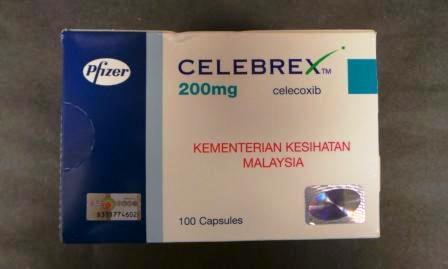 Pfizer
CELEBREX™
200mg
celecoxib
KEMENTERIAN KESIHATAN
MALAYSIA
100 Capsules